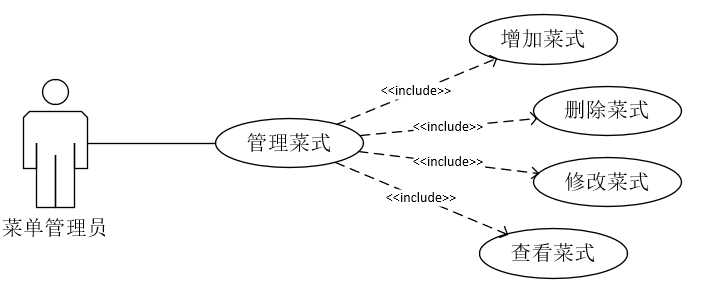 增加菜式
<<include>>
删除菜式
<<include>>
管理菜式
<<include>>
修改菜式
<<include>>
菜单管理员
查看菜式